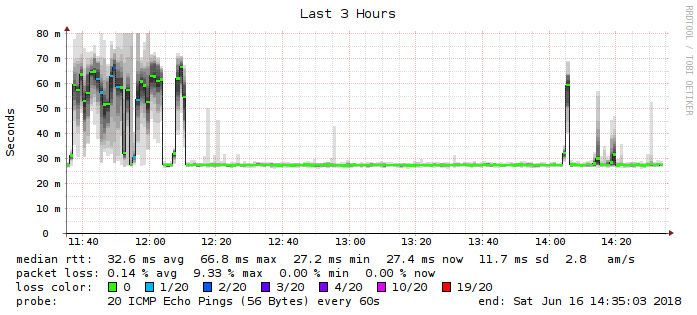 Last 3 Hours
RRDTOOL / TOBI OETIKER
Seconds
80 m
70 m
60 m
50 m
40 m
30 m
20 m
10 m
0
11:40 12:00 12:20 12:40 13:00 13:20 13:40 14:00 14:20
median rtt: 32.6 ms avg 66.8 ms max 27.2 ms min 27.4 ms now 11.7 ms sd 2.8 am/s
packet loss: 0.14 % avg 9.33 % max 0.00 % min 0.00 % now
loss color: 0 1/20 2/20 3/20 4/20 10/20 19/20
probe: 20 ICMP Echo Pings (56 Bytes) every 60s end: Sat Jun 16 14:35:03 2018